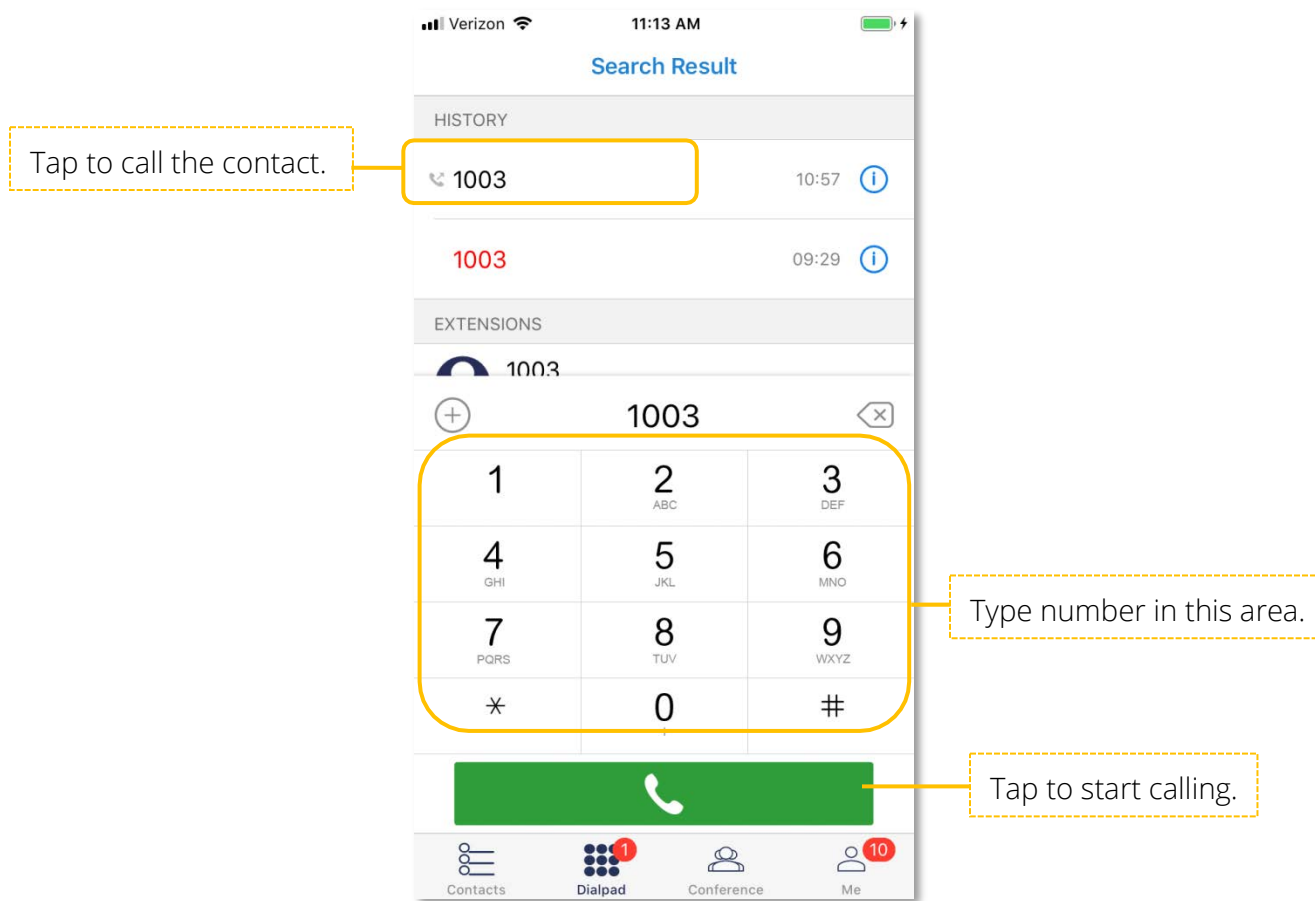 Verizon 11:13 AM
Search Result
HISTORY
Tap to call the contact.
1003 10:57 i
1003 09:29 i
EXTENSIONS
1003
1003
1 2 3
ABC DEF
4 5 6
GHI JKL MNO
7 8 9
PQRS TUV WXYZ
* 0 #
+
Type number in this area.
Tap to start calling.
1 10
Contacts Dialpad Conference Me